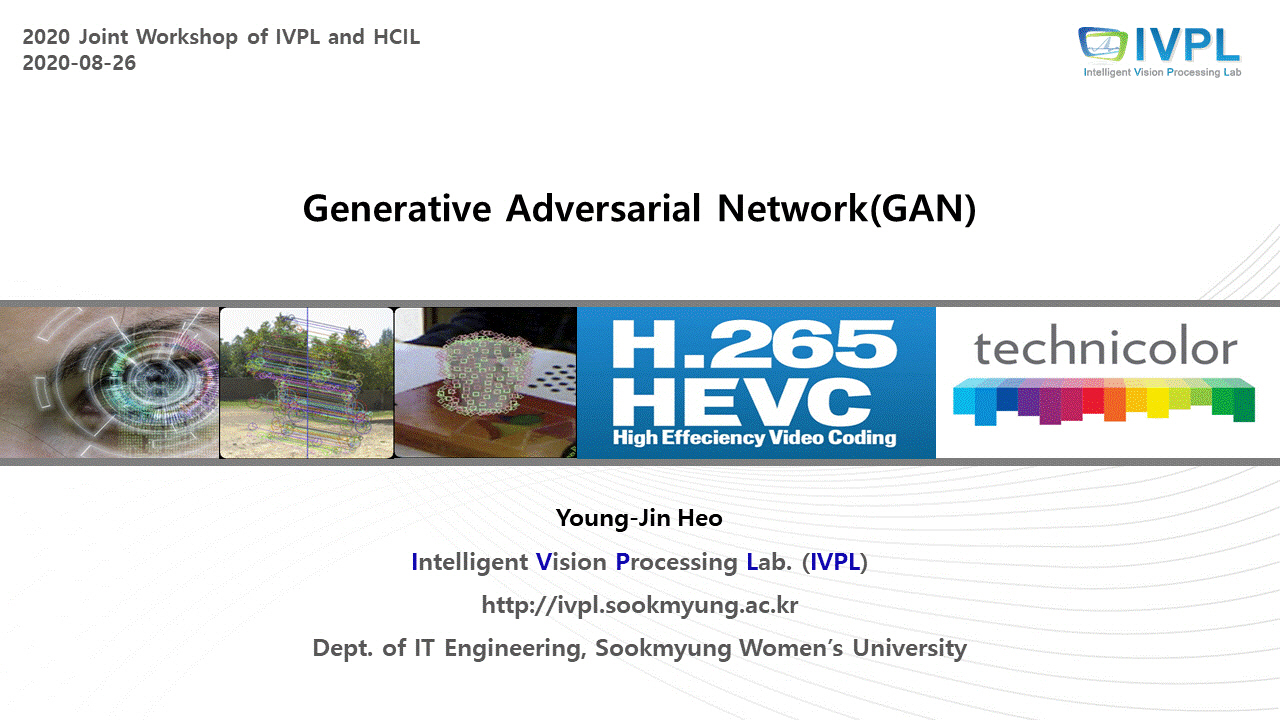 2020 Joint Workshop of IVPL and HCIL
2020-08-26
IVPL
Intelligent Vision Processing Lab
Generative Adversarial Network(GAN)
H.265
HEVC
High Effeciency Video Coding
technicolor
Young-Jin Heo
Intelligent Vision Processing Lab. (IVPL)
http://ivpl.sookmyung.ac.kr
Dept. of IT Engineering, Sookmyung Women’s University